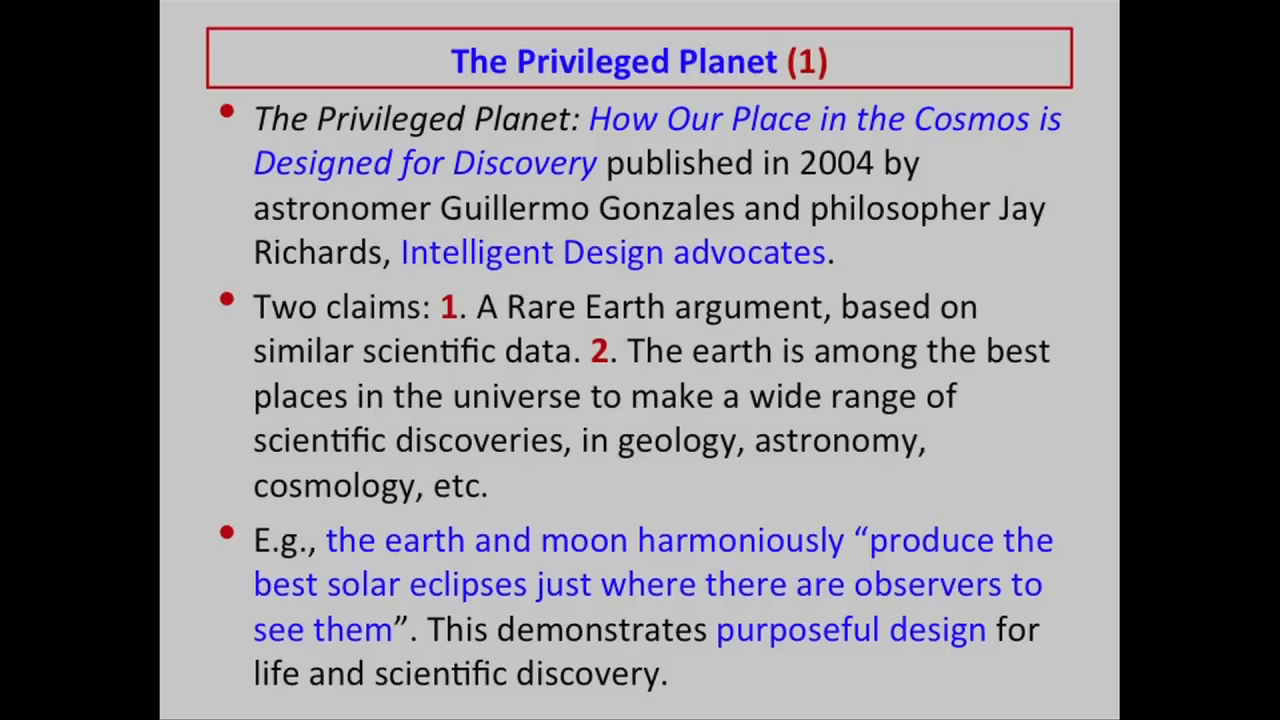 The Privileged Planet (1)
• The Privileged Planet: How Our Place in the Cosmos is
Designed for Discovery published in 2004 by
astronomer Guillermo Gonzales and philosopher Jay
Richards, Intelligent Design advocates.
• Two claims: 1. A Rare Earth argument, based on
similar scientific data. 2. The earth is among the best
places in the universe to make a wide range of
scientific discoveries, in geology, astronomy,
cosmology, etc.
• E.g., the earth and moon harmoniously “produce the
best solar eclipses just where there are observers to
see them”. This demonstrates purposeful design for
life and scientific discovery.